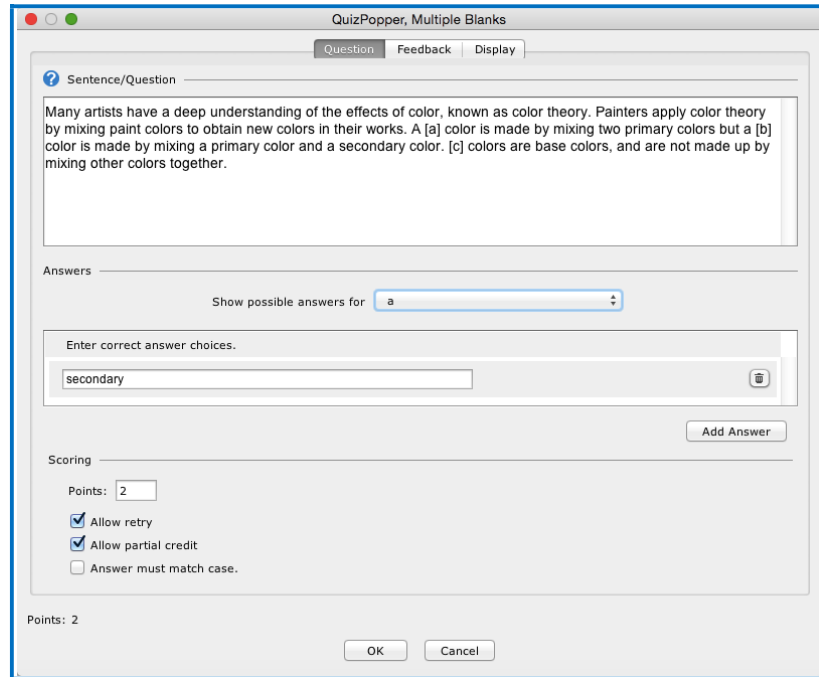 QuizPopper, Multiple Blanks
Question Feedback Display
Sentence/Question
Many artists have a deep understanding of the effects of color, known as color theory. Painters apply color theory
by mixing paint colors to obtain new colors in their works. A [a] color is made by mixing two primary colors but a [b]
color is made by mixing a primary color and a secondary color. [c] colors are base colors, and are not made up by
mixing other colors together.
Answers
Show possible answers for a
Enter correct answer choices.
secondary
Add Answer
Scoring
Points: 2
Allow retry
Allow partial credit
Answer must match case.
Points: 2
OK Cancel